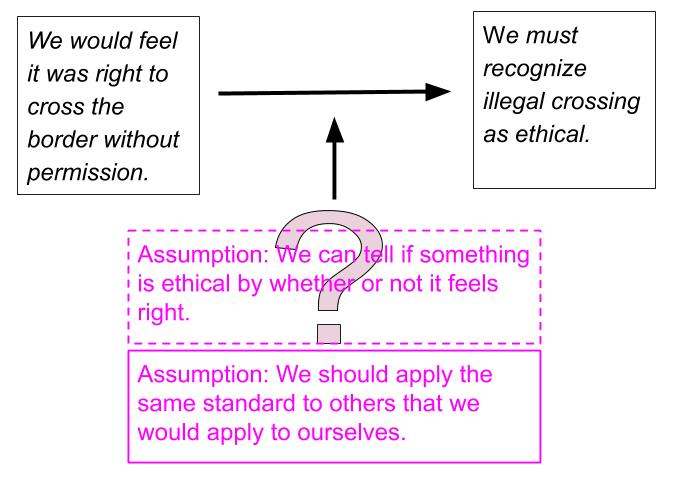 We would feel
it was right to
cross the
border without
permission.
We must
recognize
illegal crossing
as ethical.
?
Assumption: We can tell if something
is ethical by whether or not it feels
right.
Assumption: We should apply the
same standard to others that we
would apply to ourselves.